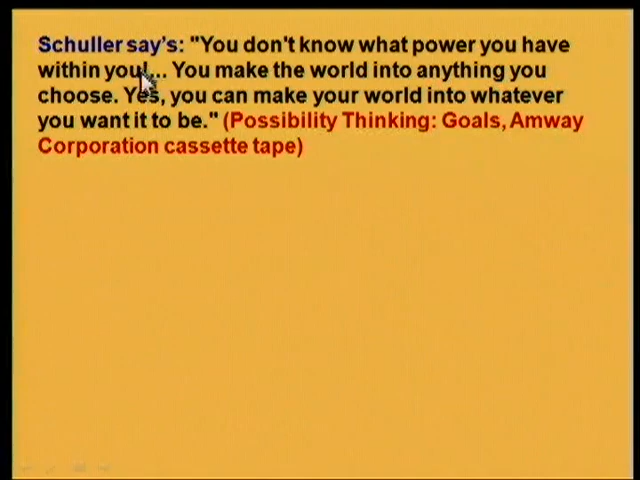 Schuller say's: "You don't know what power you have
within you!... You make the world into anything you
choose. Yes, you can make your world into whatever
you want it to be." (Possibility Thinking: Goals, Amway
Corporation cassette tape)